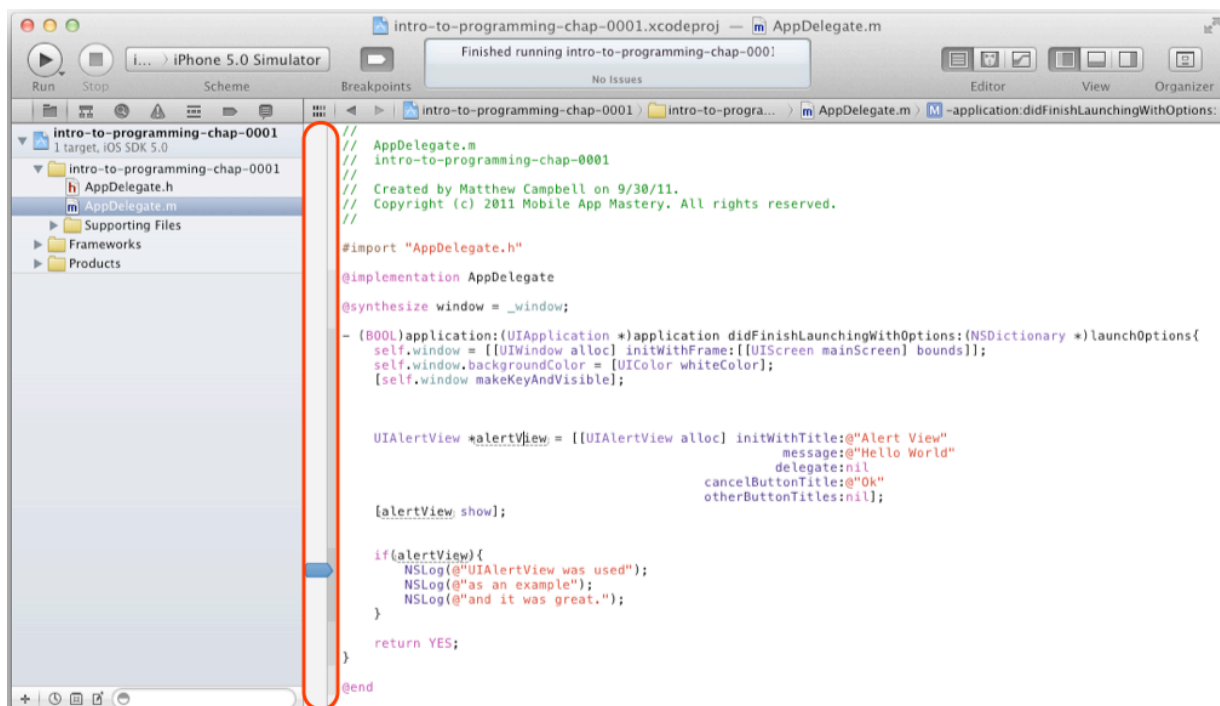 intro-to-programming-chap-0001.xcodeproj — m AppDelegate.m
i... › iPhone 5.0 Simulator
Finished running intro-to-programming-chap-0001
No Issues
Run Stop Scheme Breakpoints Editor View Organizer
intro-to-programming-chap-0001 › intro-to-progra... › m AppDelegate.m › M -application:didFinishLaunchingWithOptions:
intro-to-programming-chap-0001
1 target, iOS SDK 5.0
intro-to-programming-chap-0001
h AppDelegate.h
m AppDelegate.m
Supporting Files
Frameworks
Products
//
//  AppDelegate.m
//  intro-to-programming-chap-0001
//
//  Created by Matthew Campbell on 9/30/11.
//  Copyright (c) 2011 Mobile App Mastery. All rights reserved.
//
#import "AppDelegate.h"
@implementation AppDelegate
@synthesize window = _window;
- (BOOL)application:(UIApplication *)application didFinishLaunchingWithOptions:(NSDictionary *)launchOptions{
self.window = [[UIWindow alloc] initWithFrame:[[UIScreen mainScreen] bounds]];
self.window.backgroundColor = [UIColor whiteColor];
[self.window makeKeyAndVisible];
UIAlertView *alertView = [[UIAlertView alloc] initWithTitle:@"Alert View"
message:@"Hello World"
delegate:nil
cancelButtonTitle:@"Ok"
otherButtonTitles:nil];
[alertView show];
if(alertView){
NSLog(@"UIAlertView was used");
NSLog(@"as an example");
NSLog(@"and it was great.");
}
return YES;
}
@end